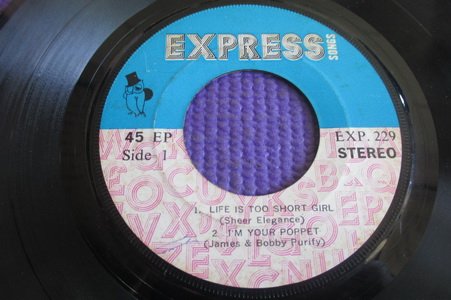 EXPRESS
SONGS
45 EP
EXP. 229
Side 1
STEREO
1. LIFE IS TOO SHORT GIRL
(Sheer Elegance)
2. I'M YOUR POPPET
(James & Bobby Purify)